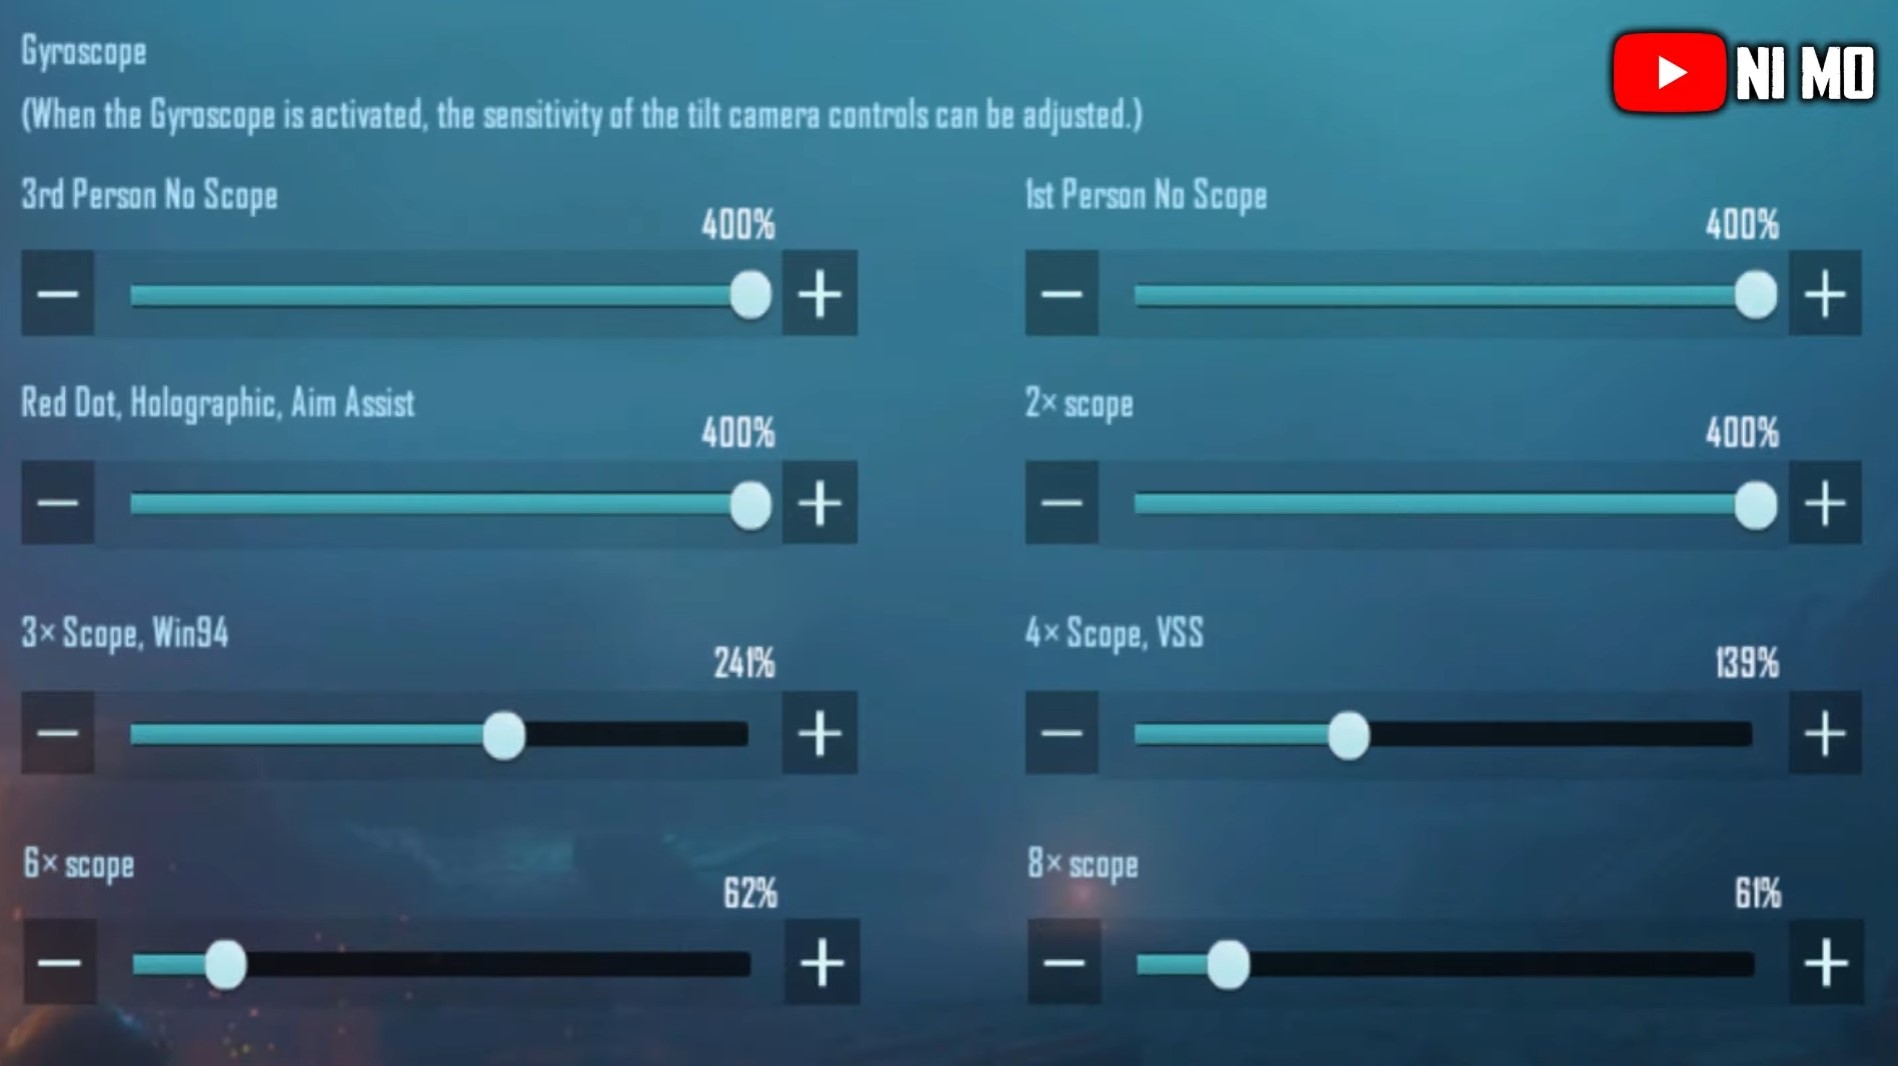 NI MO
Gyroscope
(When the Gyroscope is activated, the sensitivity of the tilt camera controls can be adjusted.)
3rd Person No Scope
400%
1st Person No Scope
400%
Red Dot, Holographic, Aim Assist
400%
2× scope
400%
3× Scope, Win94
241%
4× Scope, VSS
139%
6× scope
62%
8× scope
61%